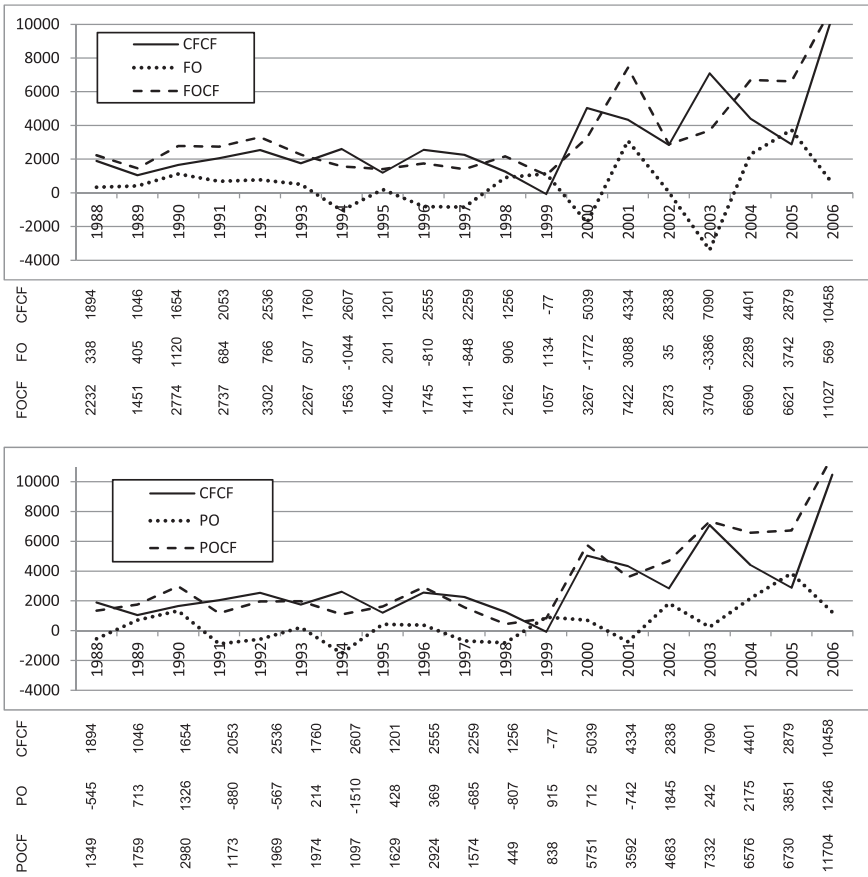 10000
8000
6000
4000
2000
0
-2000
-4000
CFCF
FO
FOCF
1988 1989 1990 1991 1992 1993 1994 1995 1996 1997 1998 1999 2000 2001 2002 2003 2004 2005 2006
CFCF 1894 1046 1654 2053 2536 1760 2607 1201 2555 2259 1256 -77 5039 4334 2838 7090 4401 2879 10458
FO 338 405 1120 684 766 507 -1044 201 -810 -848 906 1134 -1772 3088 35 -3386 2289 3742 569
FOCF 2232 1451 2774 2737 3302 2267 1563 1402 1745 1411 2162 1057 3267 7422 2873 3704 6690 6621 11027
10000
8000
6000
4000
2000
0
-2000
-4000
CFCF
PO
POCF
1988 1989 1990 1991 1992 1993 1994 1995 1996 1997 1998 1999 2000 2001 2002 2003 2004 2005 2006
CFCF 1894 1046 1654 2053 2536 1760 2607 1201 2555 2259 1256 -77 5039 4334 2838 7090 4401 2879 10458
PO -545 713 1326 -880 -567 214 -1510 428 369 -685 -807 915 712 -742 1845 242 2175 3851 1246
POCF 1349 1759 2980 1173 1969 1974 1097 1629 2924 1574 449 838 5751 3592 4683 7332 6576 6730 11704